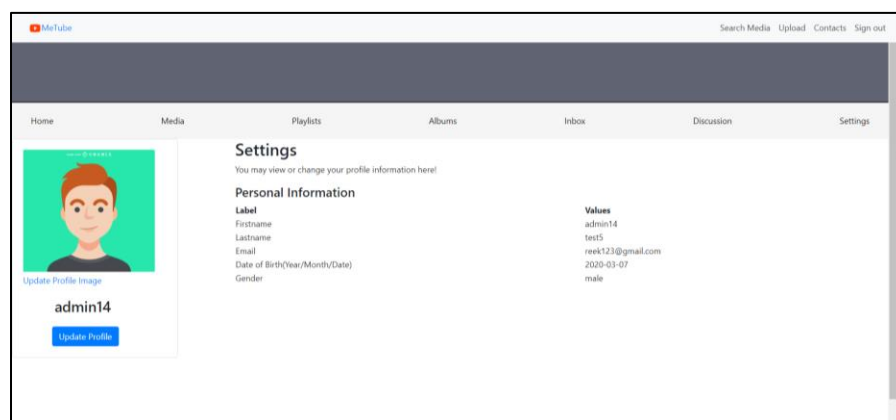 MeTube Search Media Upload Contacts Sign out
Home Media Playlists Albums Inbox Discussion Settings
Settings
You may view or change your profile information here!
Personal Information
Label Values
Firstname admin14
Lastname test5
Email reek123@gmail.com
Date of Birth(Year/Month/Date) 2020-03-07
Gender male
Update Profile Image
admin14
Update Profile